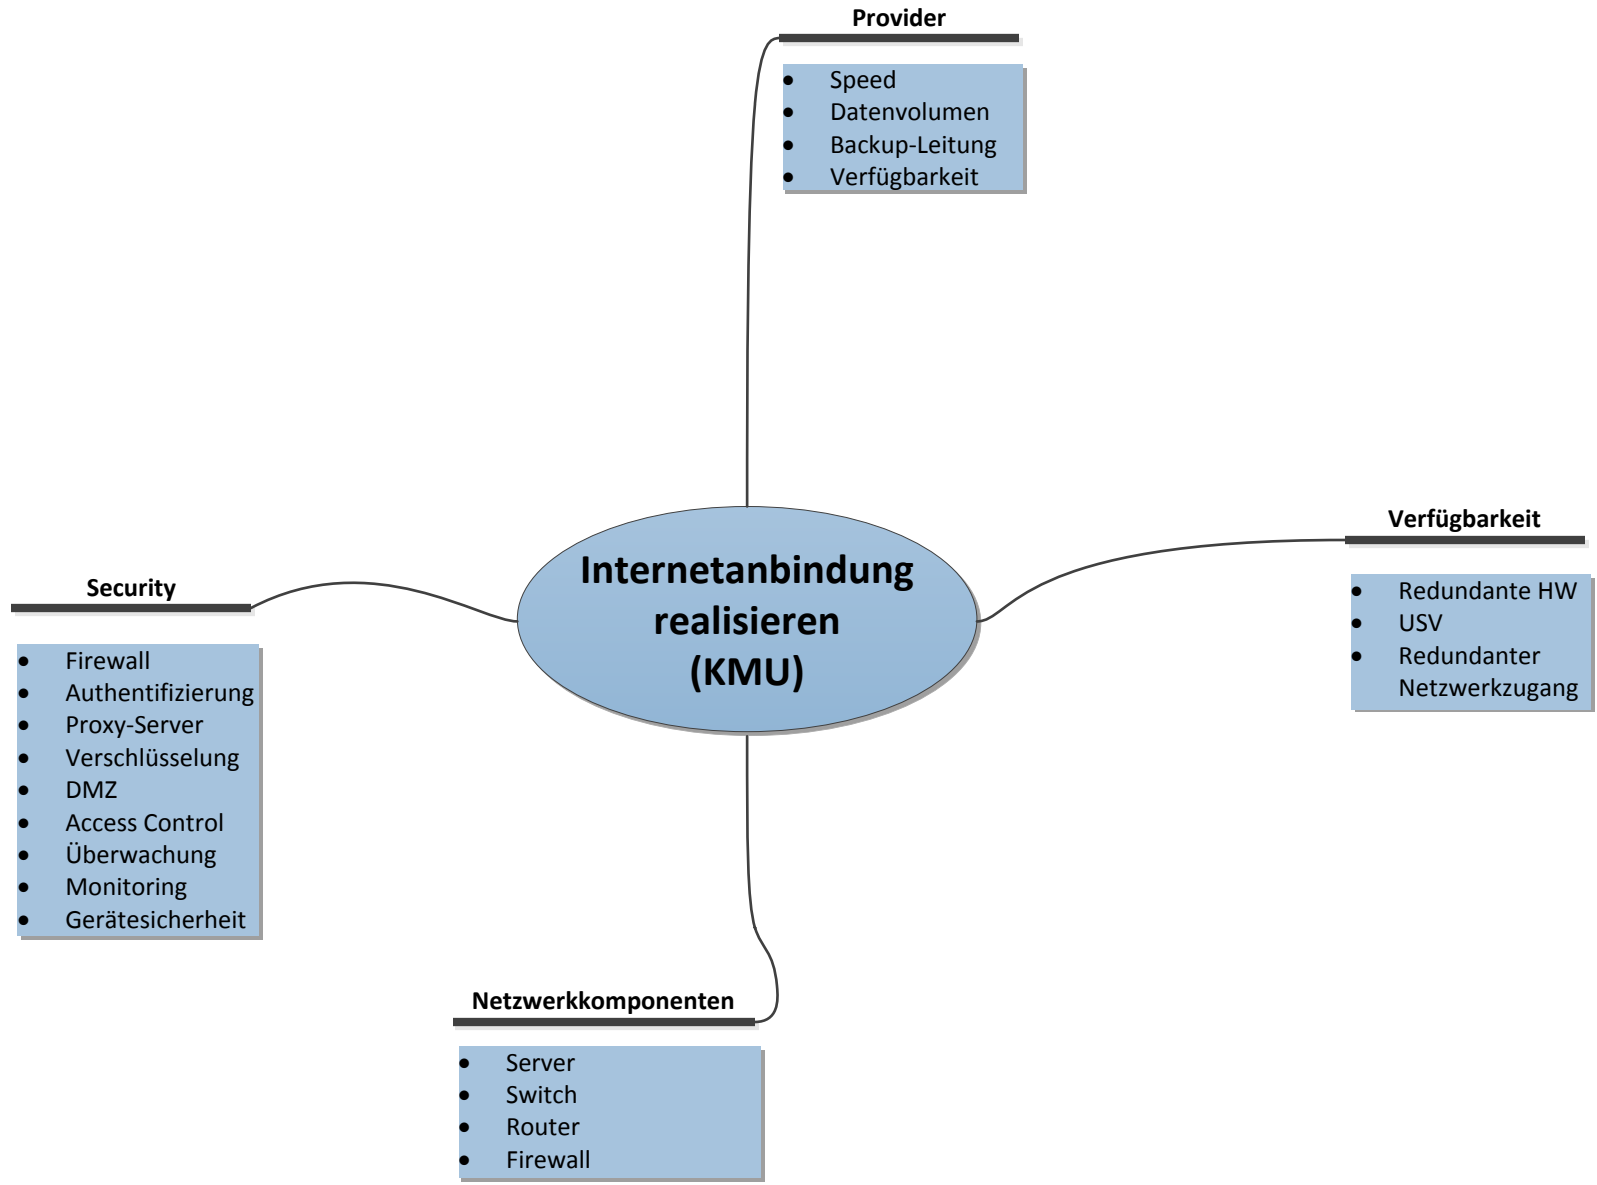 Provider
• Speed
• Datenvolumen
• Backup-Leitung
• Verfügbarkeit
Internetanbindung
realisieren
(KMU)
Verfügbarkeit
• Redundante HW
• USV
• Redundanter
Netzwerkzugang
Security
• Firewall
• Authentifizierung
• Proxy-Server
• Verschlüsselung
• DMZ
• Access Control
• Überwachung
• Monitoring
• Gerätesicherheit
Netzwerkkomponenten
• Server
• Switch
• Router
• Firewall